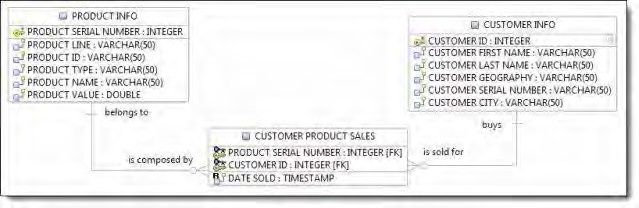 PRODUCT INFO
PRODUCT SERIAL NUMBER : INTEGER
PRODUCT LINE : VARCHAR(50)
PRODUCT ID : VARCHAR(50)
PRODUCT TYPE : VARCHAR(50)
PRODUCT NAME : VARCHAR(50)
PRODUCT VALUE : DOUBLE
CUSTOMER INFO
CUSTOMER ID : INTEGER
CUSTOMER FIRST NAME : VARCHAR(50)
CUSTOMER LAST NAME : VARCHAR(50)
CUSTOMER GEOGRAPHY : VARCHAR(50)
CUSTOMER SERIAL NUMBER : VARCHAR(50)
CUSTOMER CITY : VARCHAR(50)
belongs to
buys
CUSTOMER PRODUCT SALES
PRODUCT SERIAL NUMBER : INTEGER [FK]
CUSTOMER ID : INTEGER [FK]
DATE SOLD : TIMESTAMP
is composed by
is sold for